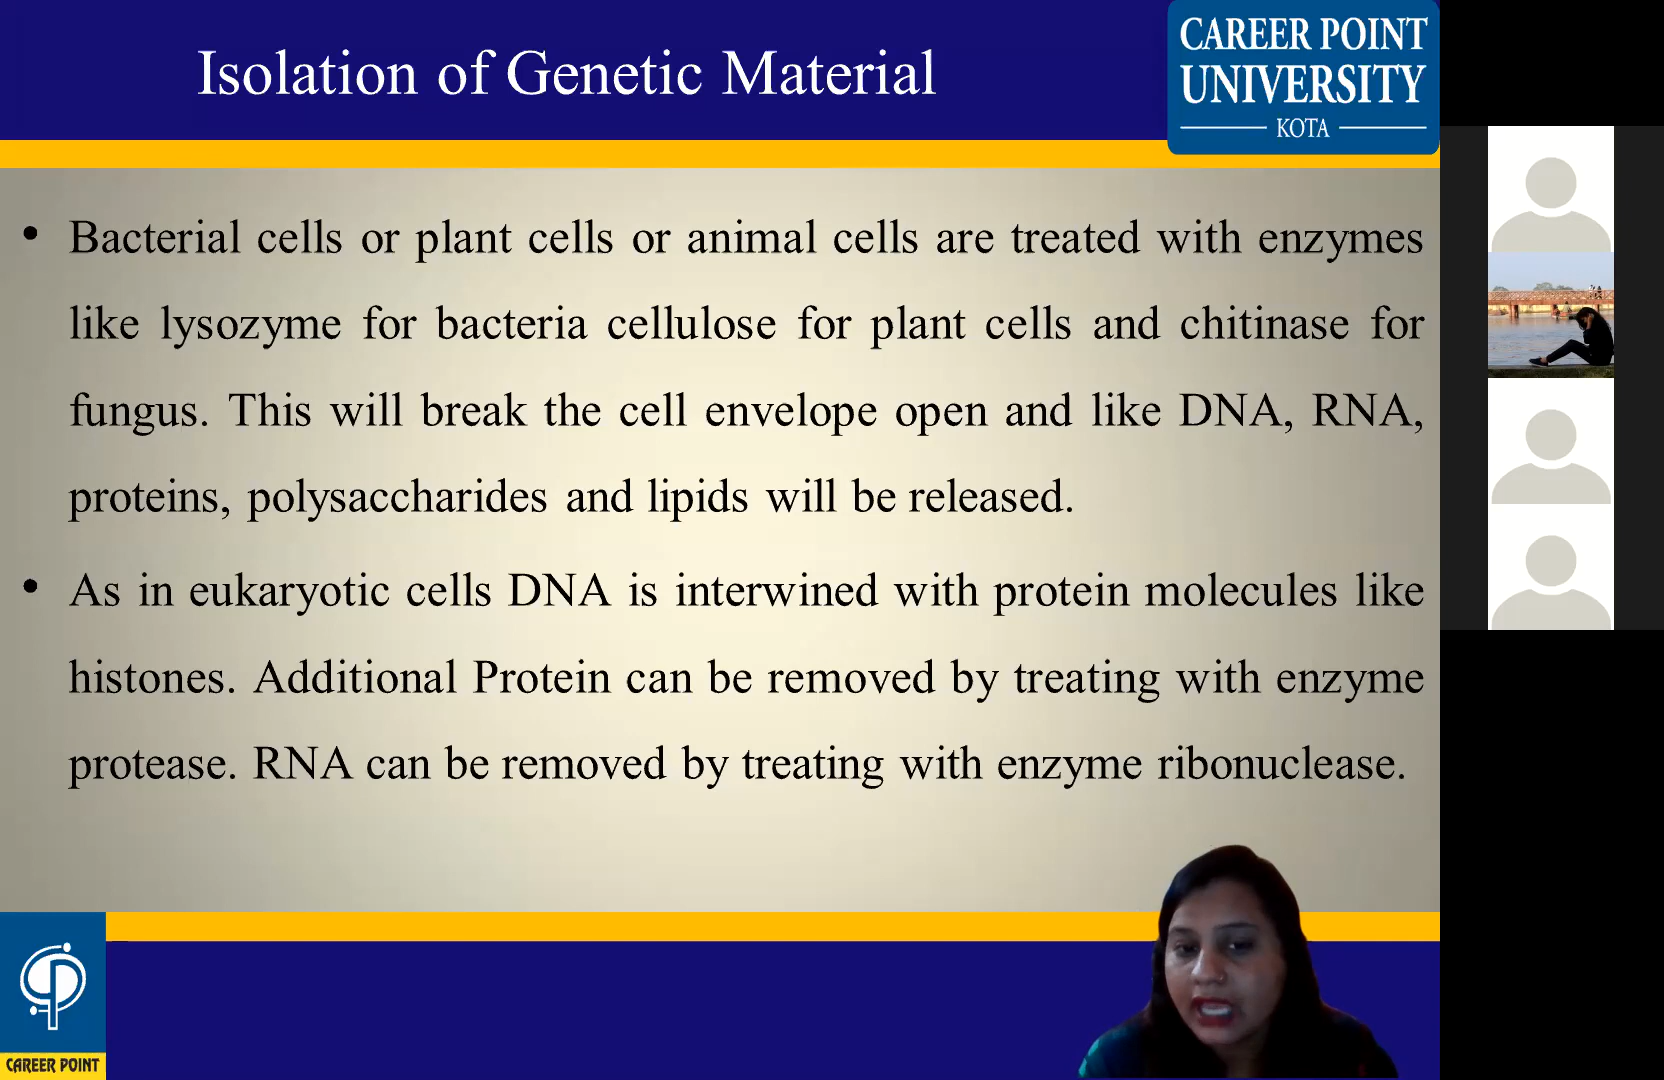 Isolation of Genetic Material
CAREER POINT
UNIVERSITY
KOTA
• Bacterial cells or plant cells or animal cells are treated with enzymes
like lysozyme for bacteria cellulose for plant cells and chitinase for
fungus. This will break the cell envelope open and like DNA, RNA,
proteins, polysaccharides and lipids will be released.
• As in eukaryotic cells DNA is interwined with protein molecules like
histones. Additional Protein can be removed by treating with enzyme
protease. RNA can be removed by treating with enzyme ribonuclease.
CAREER POINT